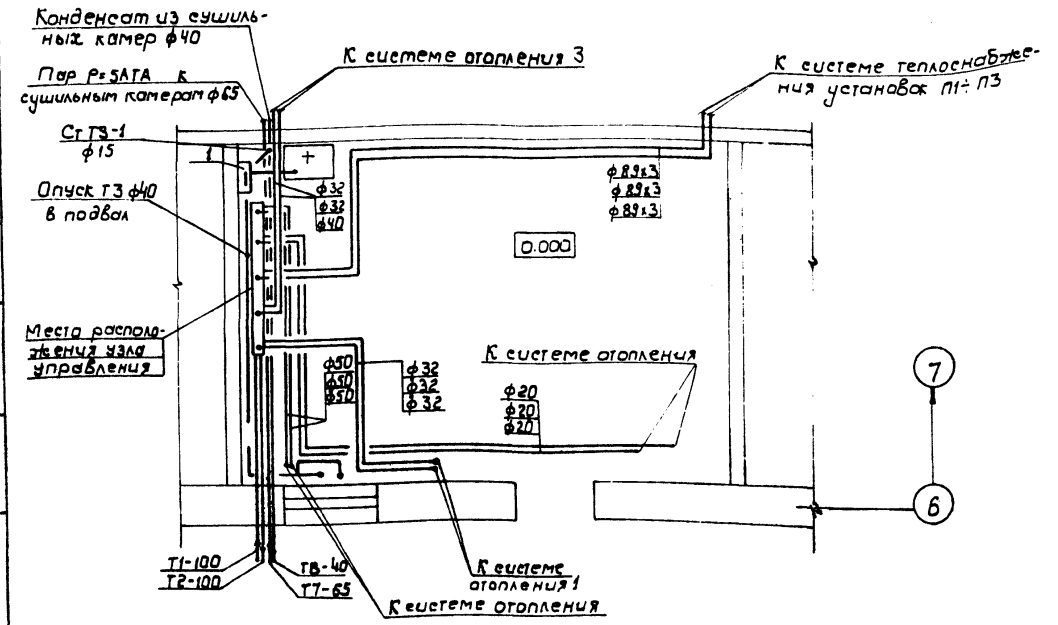 Конденсат из сушиль-
ных камер ф40
К системе отопления 3
Пар Р=5АТА к
сушильным камерам ф65
К системе теплоснабже-
ния установок П1÷П3
Ст Т3-1
ф15
1
Опуск Т3 ф40
в подвал
ф32
ф32
ф40
ф89х3
ф89х3
ф89х3
0.000
Место располо-
жения узла
управления
К системе отопления
ф50
ф50
ф50
ф32
ф32
ф32
ф20
ф20
ф20
7
6
Т1-100
Т2-100
Т8-40
Т7-65
К системе
отопления 1
К системе отопления